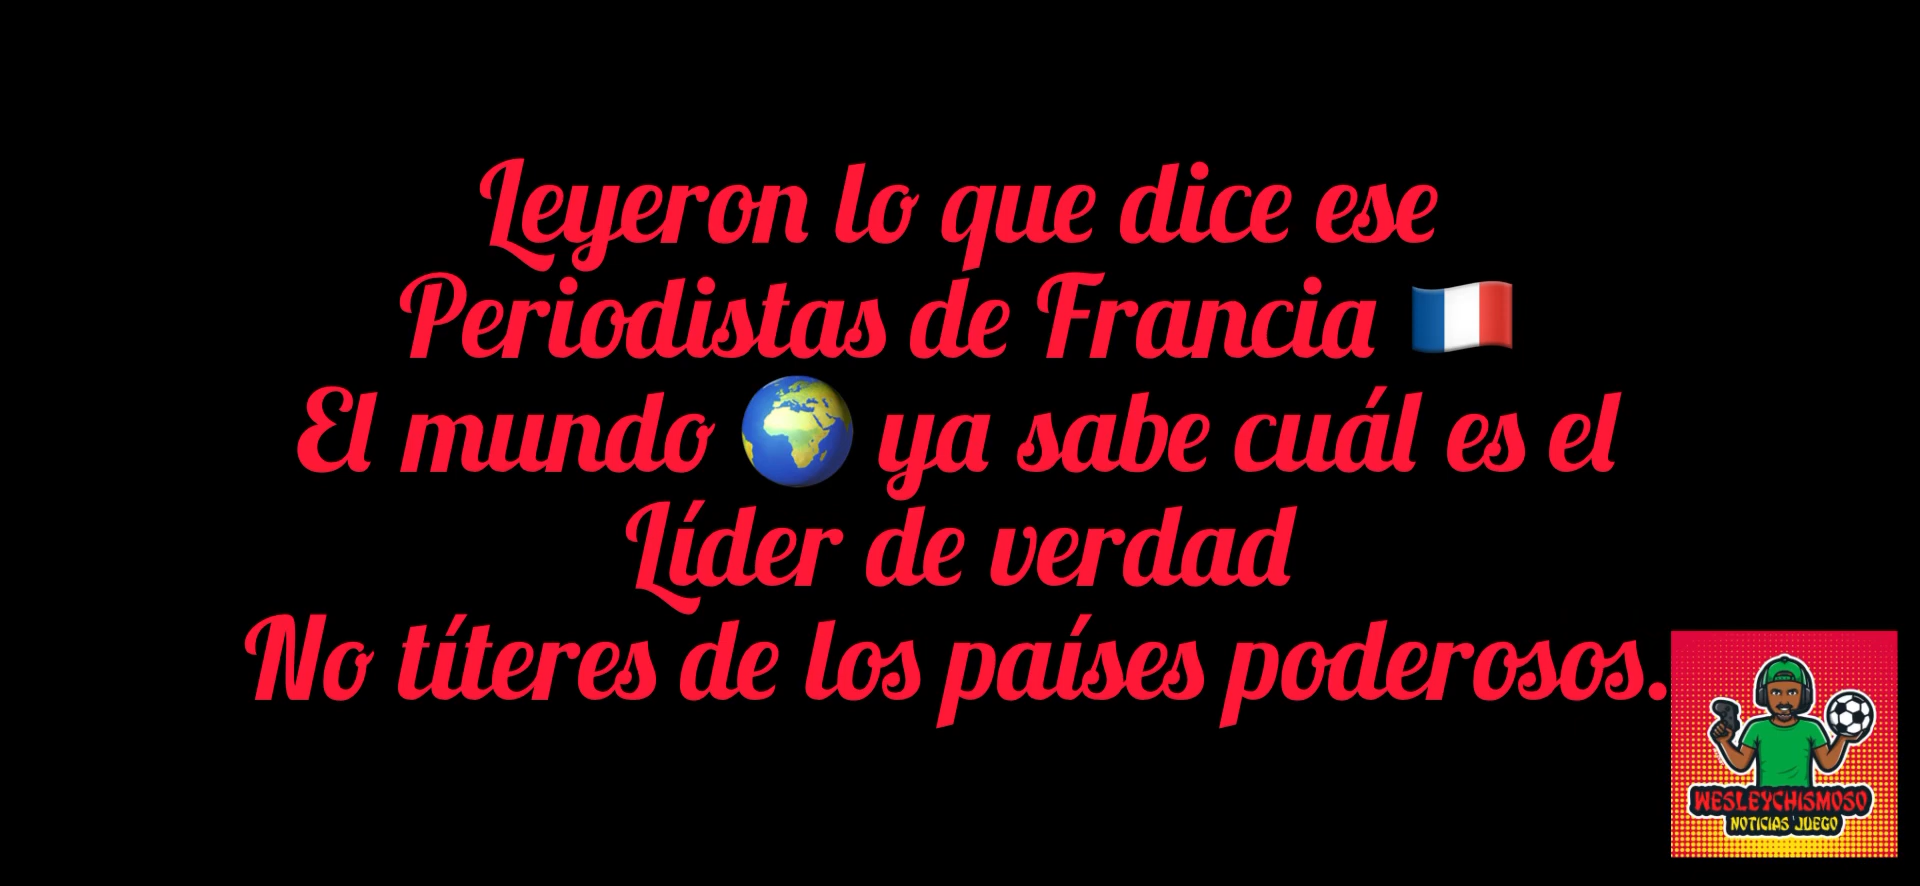 Leyeron lo que dice ese
Periodistas de Francia 🇫🇷
El mundo 🌍 ya sabe cuál es el
Líder de verdad
No títeres de los países poderosos.
WESLEYCHISMOSO
NOTICIAS JUEGO